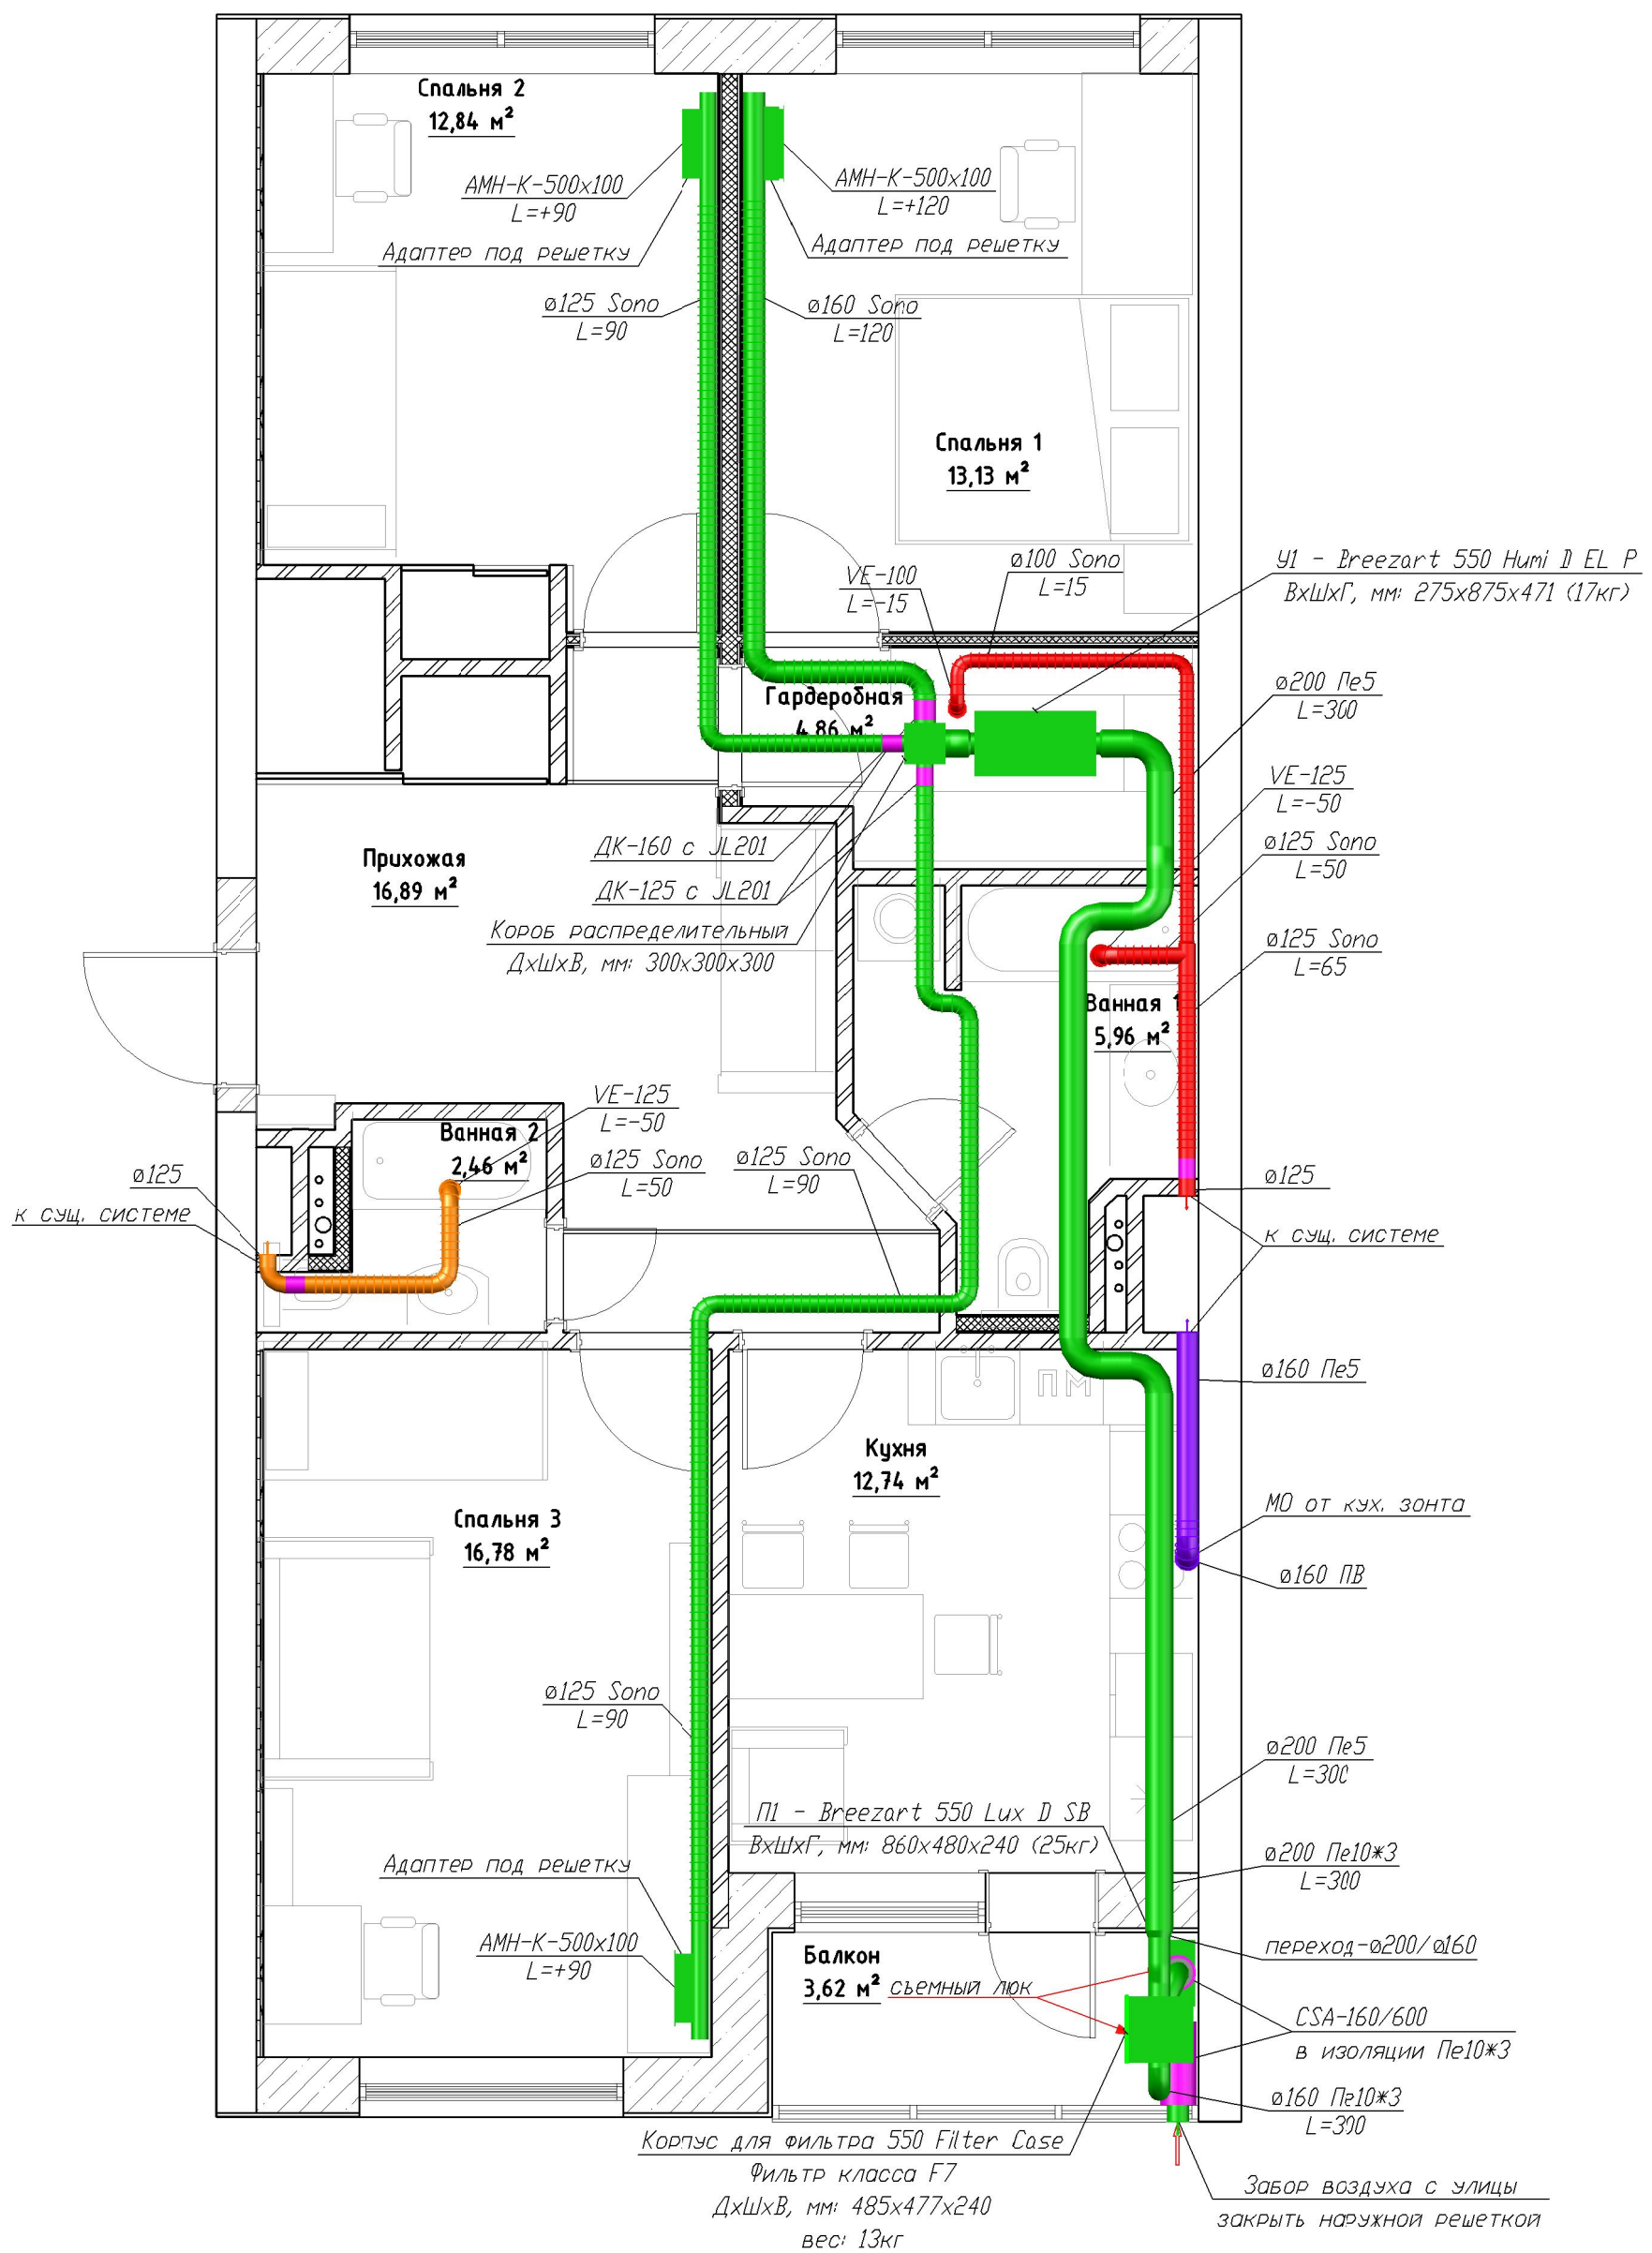 Спальня 2
12,84 м²
АМН-К-500х100
L=+90
Адаптер под решетку
ø125 Sono
L=90
АМН-К-500х100
L=+120
Адаптер под решетку
ø160 Sono
L=120
Спальня 1
13,13 м²
VE-100
L=-15
ø100 Sono
L=15
У1 - Breezart 550 Humi D EL P
ВхШхГ, мм: 275х875х471 (17кг)
ø200 Пе5
L=300
Гардеробная
4,86 м²
VE-125
L=-50
ø125 Sono
L=50
ДК-160 с JL201
ДК-125 с JL201
Короб распределительный
ДхШхВ, мм: 300х300х300
Прихожая
16,89 м²
ø125 Sono
L=65
Ванная 1
5,96 м²
VE-125
L=-50
Ванная 2
2,46 м²
ø125 Sono
L=50
ø125 Sono
L=90
ø125
к сущ. системе
ø125
к сущ. системе
ø160 Пе5
ПМ
Кухня
12,74 м²
Спальня 3
16,78 м²
МО от кух. зонта
ø160 ПВ
ø125 Sono
L=90
ø200 Пе5
L=300
П1 - Breezart 550 Lux D SB
ВхШхГ, мм: 860х480х240 (25кг)
Адаптер под решетку
ø200 Пе10*3
L=300
АМН-К-500х100
L=+90
Балкон
3,62 м²
съемный люк
переход-ø200/ø160
CSA-160/600
в изоляции Пе10*3
ø160 Пе10*3
L=300
Корпус для фильтра 550 Filter Case
Фильтр класса F7
ДхШхВ, мм: 485х477х240
вес: 13кг
Забор воздуха с улицы
закрыть наружной решеткой